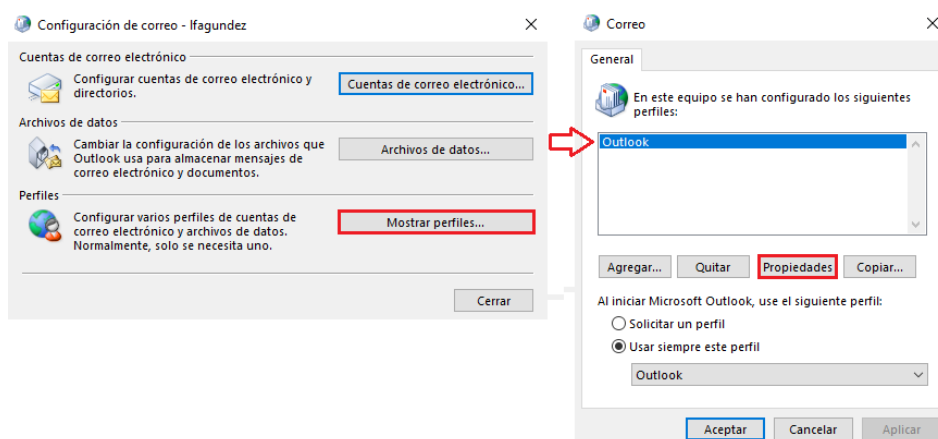 Configuración de correo - lfagundez
Cuentas de correo electrónico
Configurar cuentas de correo electrónico y
directorios.
Cuentas de correo electrónico...
Archivos de datos
Cambiar la configuración de los archivos que
Outlook usa para almacenar mensajes de
correo electrónico y documentos.
Archivos de datos...
Perfiles
Configurar varios perfiles de cuentas de
correo electrónico y archivos de datos.
Normalmente, solo se necesita uno.
Mostrar perfiles...
Cerrar
Correo
General
En este equipo se han configurado los siguientes
perfiles:
Outlook
Agregar...
Quitar
Propiedades
Copiar...
Al iniciar Microsoft Outlook, use el siguiente perfil:
Solicitar un perfil
Usar siempre este perfil
Outlook
Aceptar
Cancelar
Aplicar